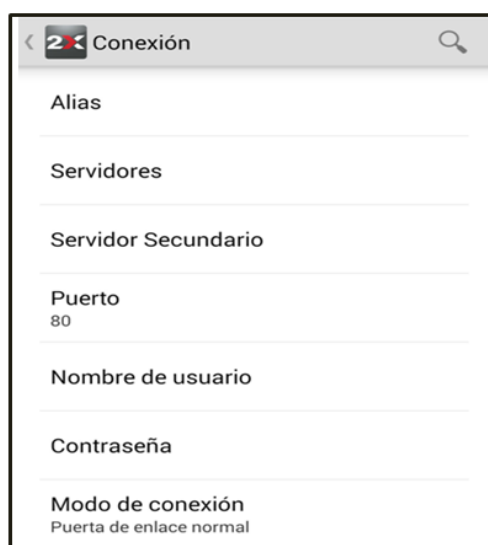 2X Conexión
Alias
Servidores
Servidor Secundario
Puerto
80
Nombre de usuario
Contraseña
Modo de conexión
Puerta de enlace normal